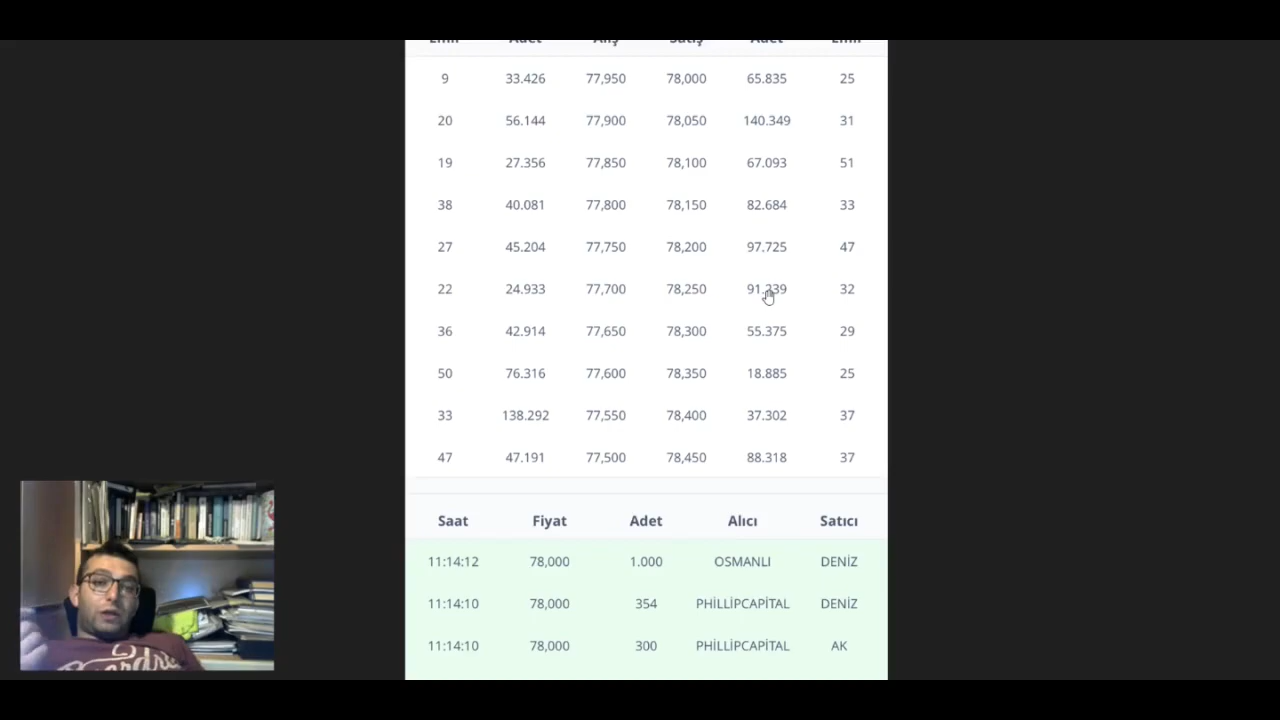 Emir Adet Alış Satış Adet Emir
9 33.426 77,950 78,000 65.835 25
20 56.144 77,900 78,050 140.349 31
19 27.356 77,850 78,100 67.093 51
38 40.081 77,800 78,150 82.684 33
27 45.204 77,750 78,200 97.725 47
22 24.933 77,700 78,250 32
36 42.914 77,650 78,300 55.375 29
50 76.316 77,600 78,350 18.885 25
33 138.292 77,550 78,400 37.302 37
47 47.191 77,500 78,450 88.318 37
Saat Fiyat Adet Alıcı Satıcı
11:14:12 78,000 1.000 OSMANLI DENİZ
11:14:10 78,000 354 PHİLLİPCAPİTAL DENİZ
11:14:10 78,000 300 PHİLLİPCAPİTAL AK